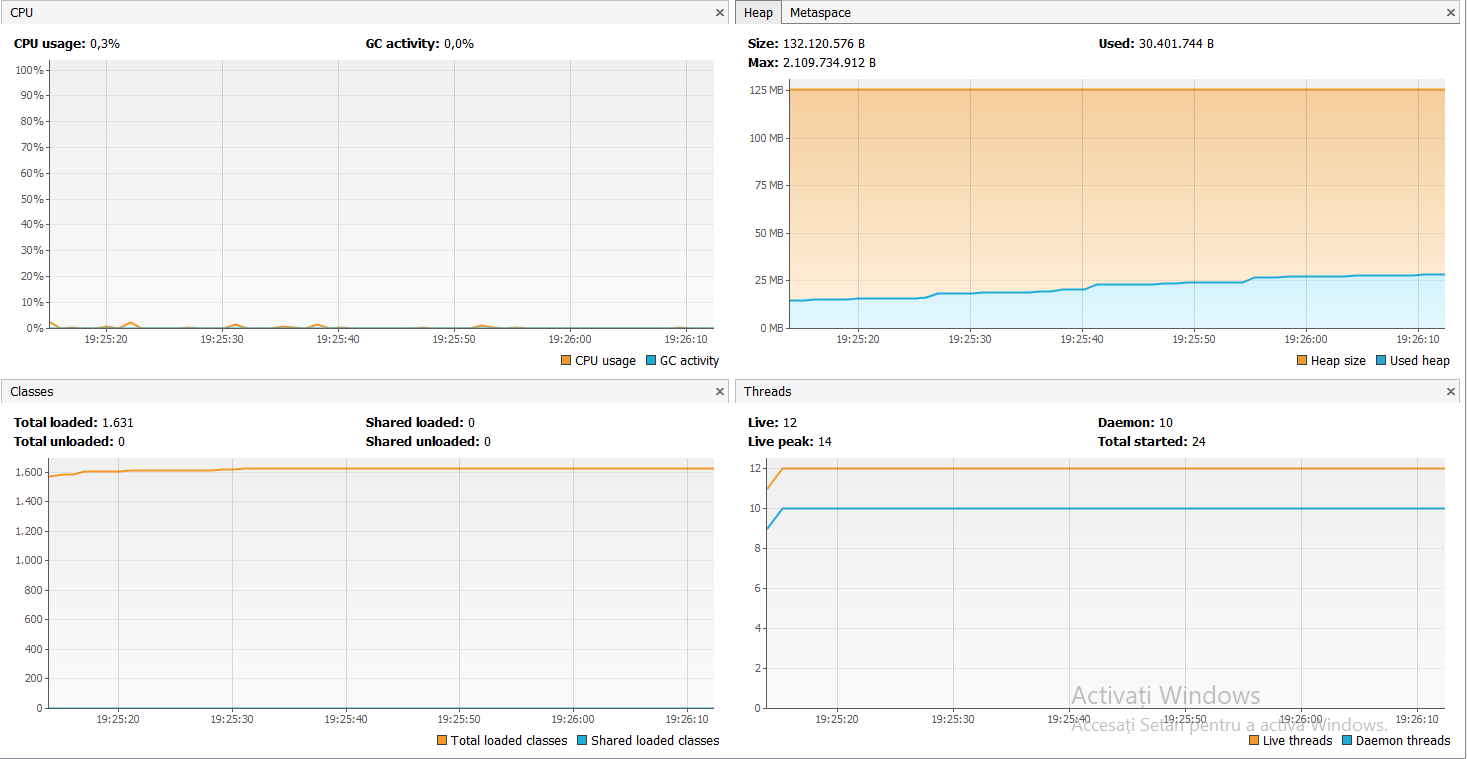 CPU
CPU usage: 0,3% GC activity: 0,0%
100%
90%
80%
70%
60%
50%
40%
30%
20%
10%
0%
19:25:20 19:25:30 19:25:40 19:25:50 19:26:00 19:26:10
CPU usage GC activity
Heap Metaspace
Size: 132.120.576 B Used: 30.401.744 B
Max: 2.109.734.912 B
125 MB
100 MB
75 MB
50 MB
25 MB
0 MB
19:25:20 19:25:30 19:25:40 19:25:50 19:26:00 19:26:10
Heap size Used heap
Classes
Total loaded: 1.631 Shared loaded: 0
Total unloaded: 0 Shared unloaded: 0
1.600
1.400
1.200
1.000
800
600
400
200
0
19:25:20 19:25:30 19:25:40 19:25:50 19:26:00 19:26:10
Total loaded classes Shared loaded classes
Threads
Live: 12 Daemon: 10
Live peak: 14 Total started: 24
12
10
8
6
4
2
0
19:25:20 19:25:30 19:25:40 19:25:50 19:26:00 19:26:10
Live threads Daemon threads
Activați Windows
Accesați Setări pentru a activa Windows.